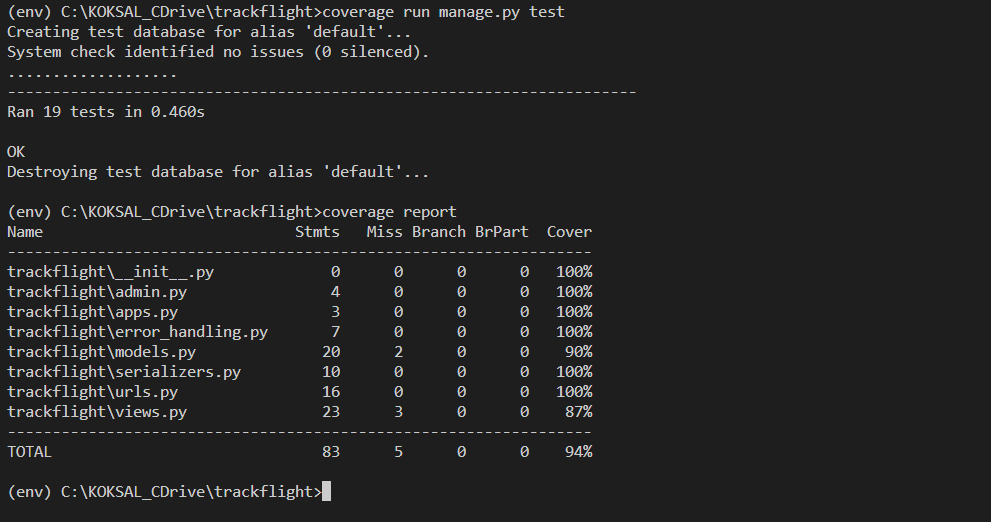 (env) C:\KOKSAL_CDrive\trackflight>coverage run manage.py test
Creating test database for alias 'default'...
System check identified no issues (0 silenced).
...................
----------------------------------------------------------------------
Ran 19 tests in 0.460s
OK
Destroying test database for alias 'default'...
(env) C:\KOKSAL_CDrive\trackflight>coverage report
Name                            Stmts   Miss Branch BrPart  Cover
-----------------------------------------------------------------
trackflight\__init__.py             0      0      0      0   100%
trackflight\admin.py                4      0      0      0   100%
trackflight\apps.py                 3      0      0      0   100%
trackflight\error_handling.py       7      0      0      0   100%
trackflight\models.py              20      2      0      0    90%
trackflight\serializers.py         10      0      0      0   100%
trackflight\urls.py                16      0      0      0   100%
trackflight\views.py               23      3      0      0    87%
-----------------------------------------------------------------
TOTAL                              83      5      0      0    94%
(env) C:\KOKSAL_CDrive\trackflight>